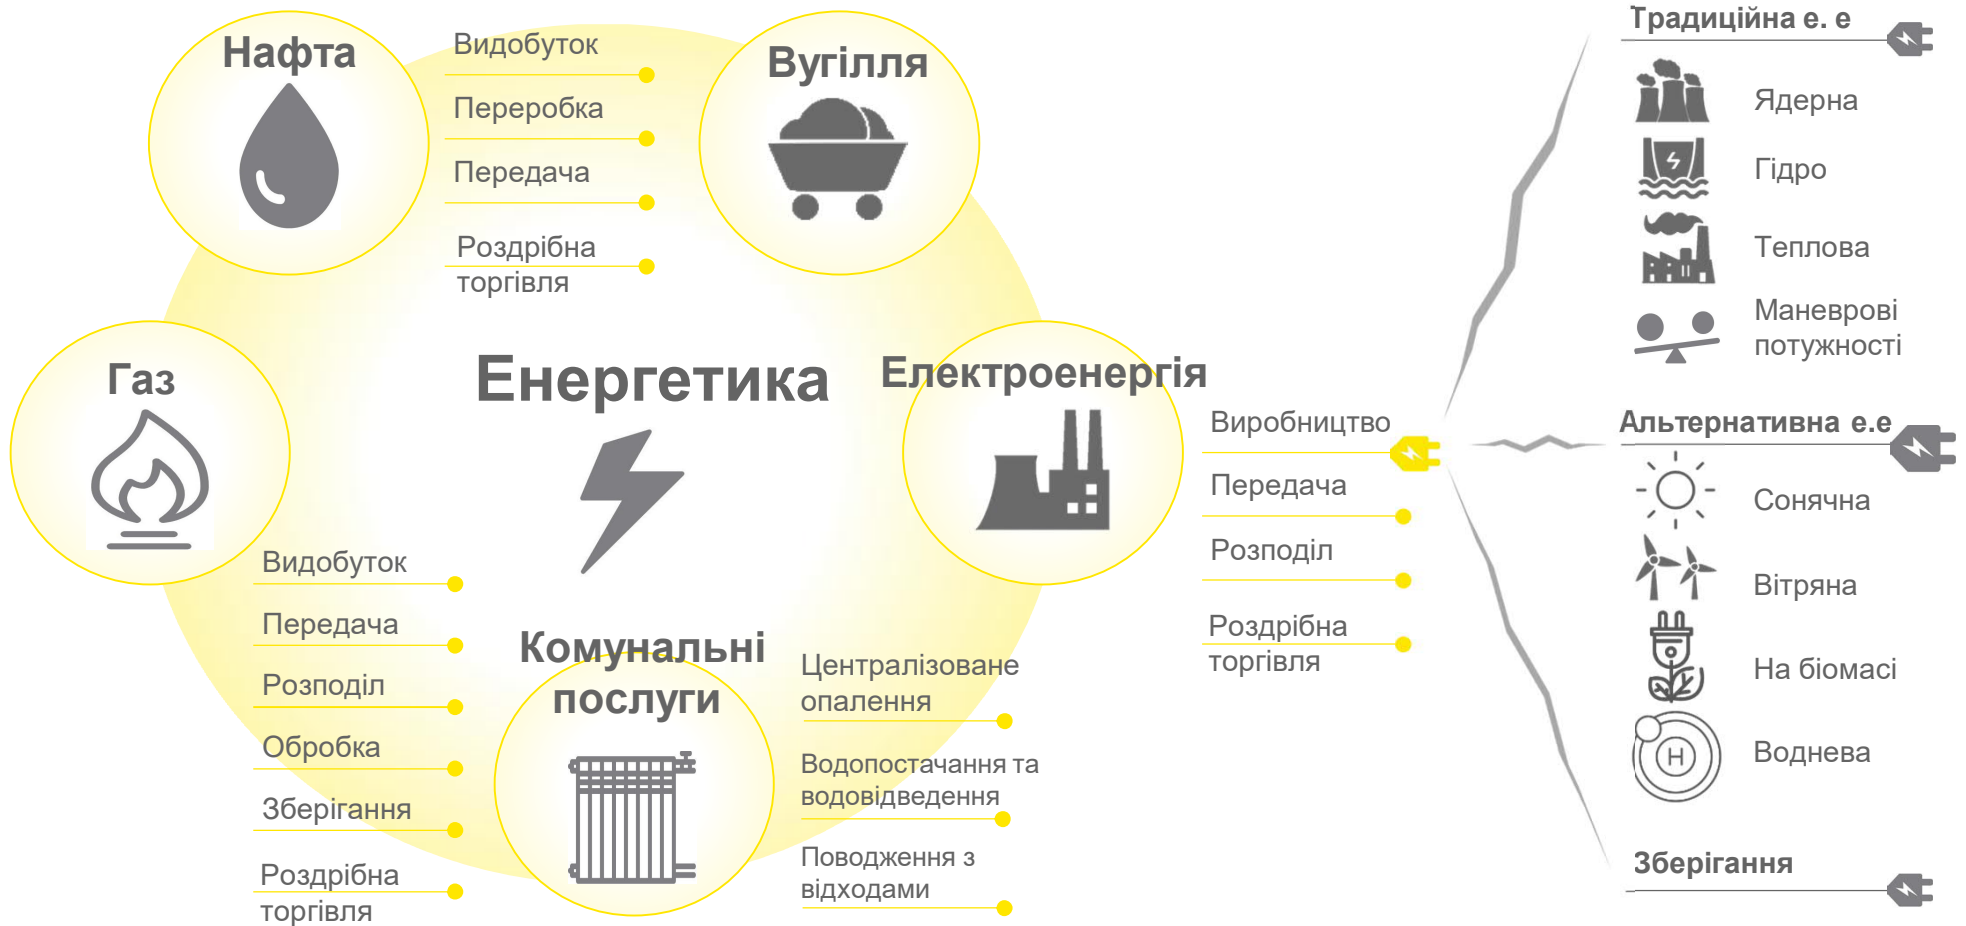 Нафта
Видобуток
Переробка
Передача
Роздрібна
торгівля
Вугілля
Газ
Видобуток
Передача
Розподіл
Обробка
Зберігання
Роздрібна
торгівля
Енергетика
Комунальні
послуги
Централізоване
опалення
Водопостачання та
водовідведення
Поводження з
відходами
Електроенергія
Виробництво
Передача
Розподіл
Роздрібна
торгівля
Традиційна е. е
Ядерна
Гідро
Теплова
Маневрові
потужності
Альтернативна е.е
Сонячна
Вітряна
На біомасі
H
Воднева
Зберігання